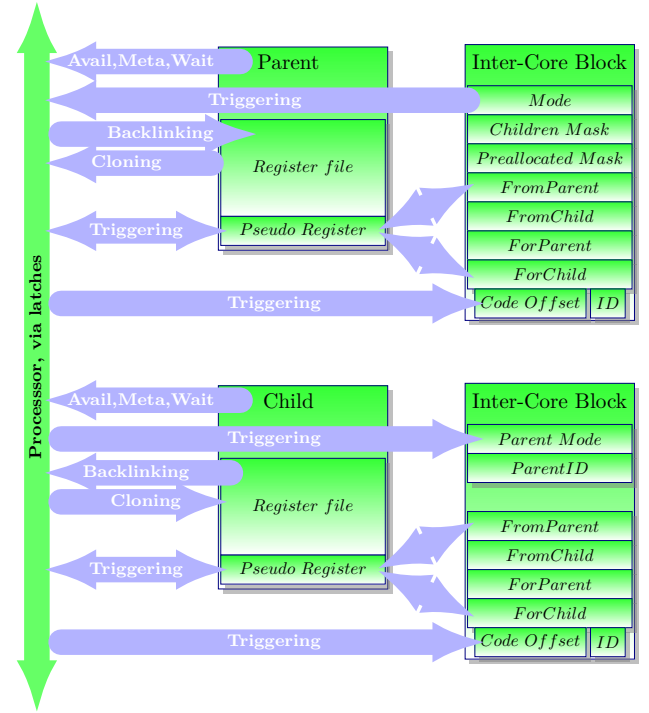 Processsor, via latches
Avail,Meta,Wait
Parent
Inter-Core Block
Triggering
Mode
Backlinking
Children Mask
Cloning
Register file
Preallocated Mask
FromParent
FromChild
Triggering
Pseudo Register
ForParent
ForChild
Triggering
Code Offset
ID
Avail,Meta,Wait
Child
Inter-Core Block
Triggering
Parent Mode
Backlinking
ParentID
Cloning
Register file
FromParent
FromChild
Triggering
Pseudo Register
ForParent
ForChild
Triggering
Code Offset
ID